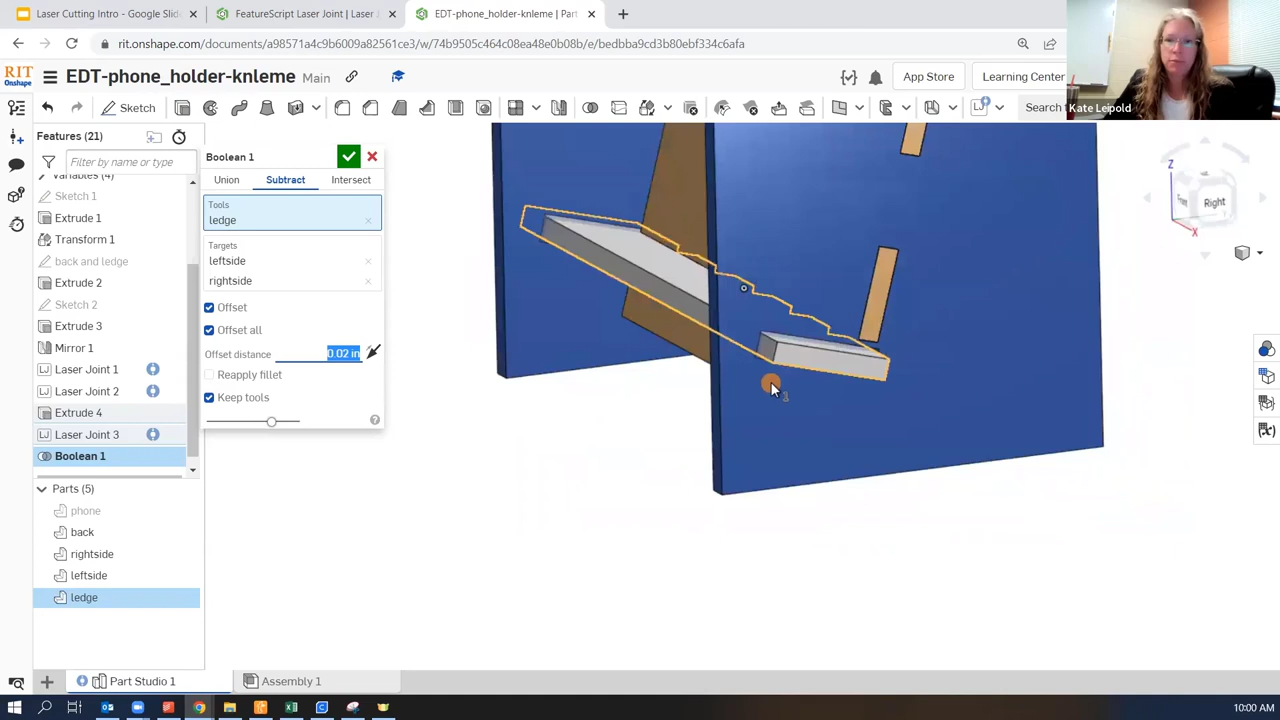 Laser Cutting Intro - Google Slid
FeatureScript Laser Joint | Laser J
EDT-phone_holder-knleme | Part
rit.onshape.com/documents/a98571a4c9b6009a82561ce3/w/74b95f5c464c08ea48e0b08b/e/bedbba9cd3b80ebf334c6afa
RIT
Onshape
EDT-phone_holder-knleme
Main
App Store
Learning Center
Kate Leipold
Sketch
Search t
Features (21)
Filter by name or type
Variables (4)
Sketch 1
Extrude 1
Transform 1
back and ledge
Extrude 2
Sketch 2
Extrude 3
Mirror 1
Laser Joint 1
Laser Joint 2
Extrude 4
Laser Joint 3
Boolean 1
Parts (5)
phone
back
rightside
leftside
ledge
Boolean 1
Union
Subtract
Intersect
Tools
ledge
Targets
leftside
rightside
Offset
Offset all
Offset distance
0.02 in
Reapply fillet
Keep tools
Z
Front
Right
Y
X
1
Part Studio 1
Assembly 1
10:00 AM